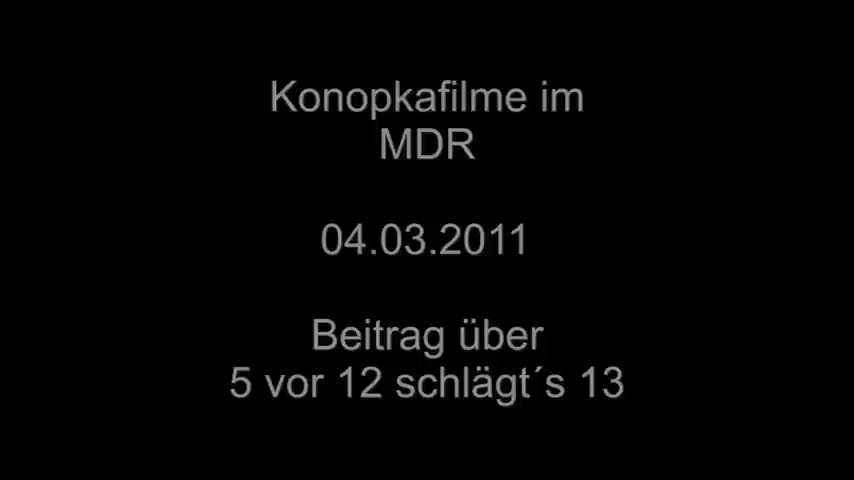 Konopkafilme im
MDR
04.03.2011
Beitrag über
5 vor 12 schlägt´s 13